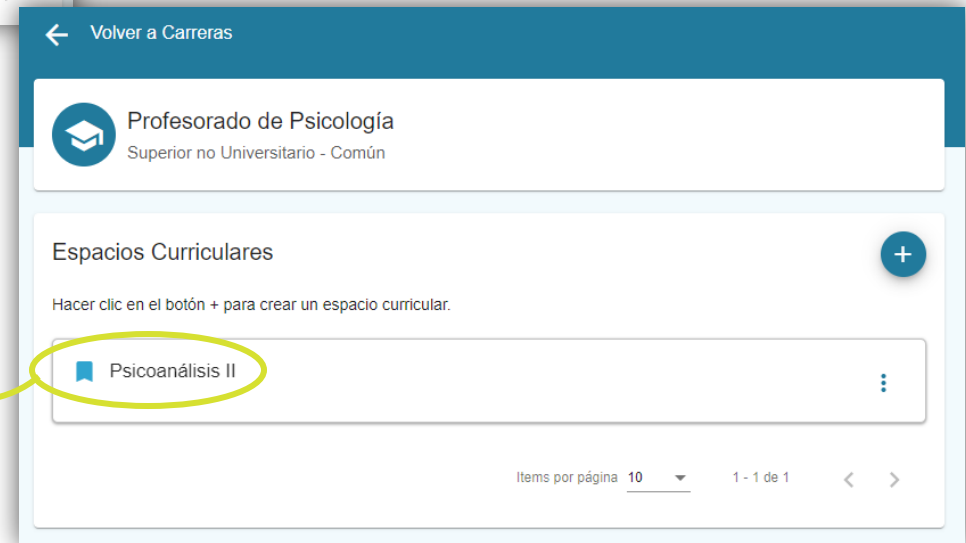 Volver a Carreras
Profesorado de Psicología
Superior no Universitario - Común
Espacios Curriculares
+
Hacer clic en el botón + para crear un espacio curricular.
Psicoanálisis II
Items por página 10 1 - 1 de 1